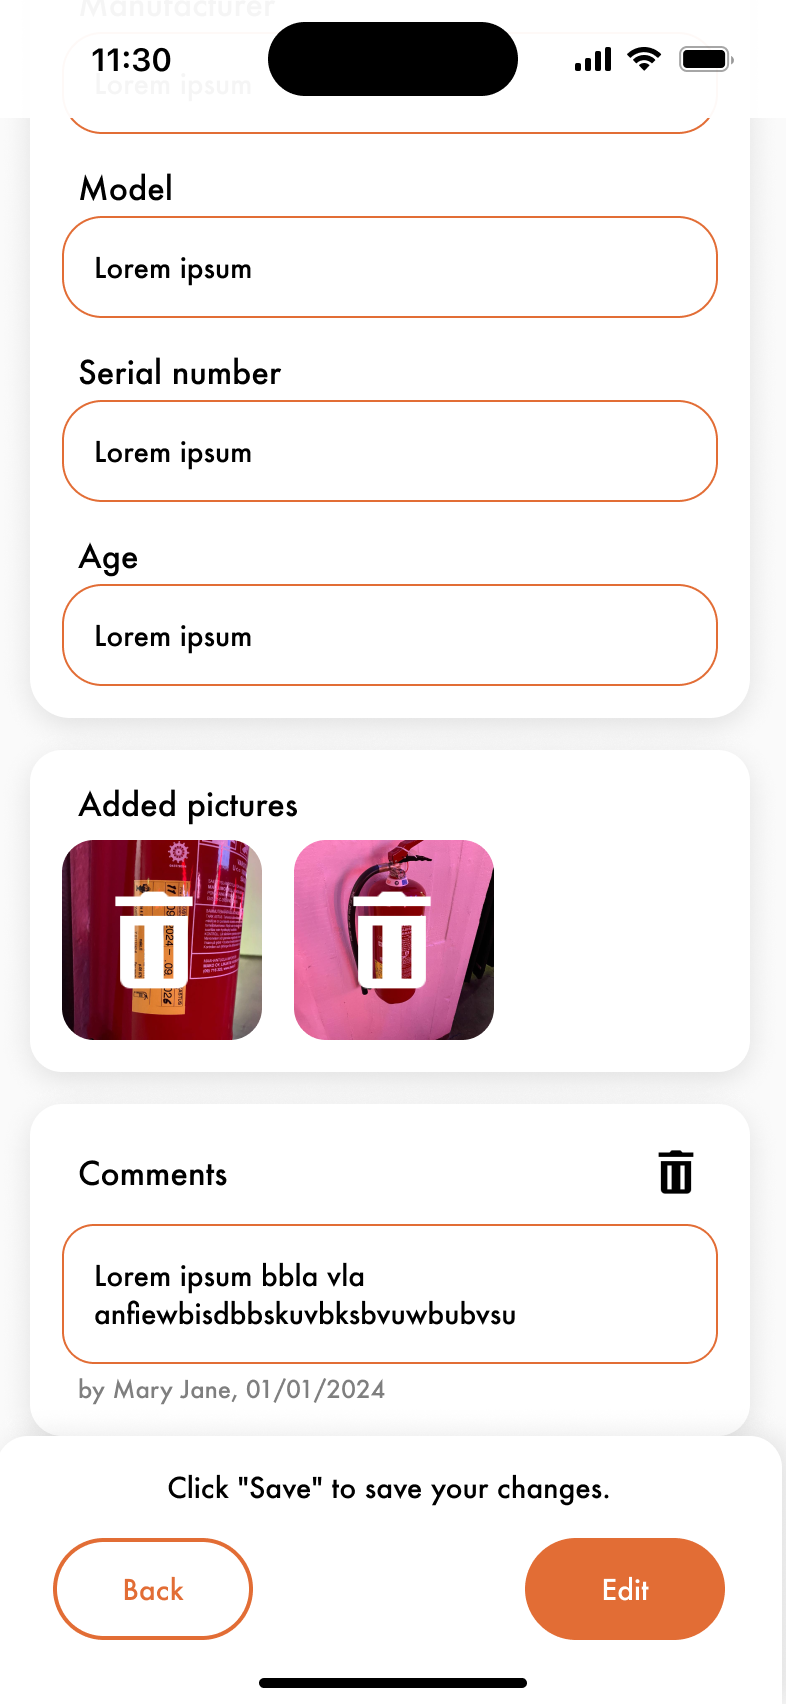 Manufacturer
11:30
Lorem ipsum
Model
Lorem ipsum
Serial number
Lorem ipsum
Age
Lorem ipsum
Added pictures
Comments
Lorem ipsum bbla vla
anfiewbisdbbskuvbksbvuwbubvsu
by Mary Jane, 01/01/2024
Click "Save" to save your changes.
Back
Edit